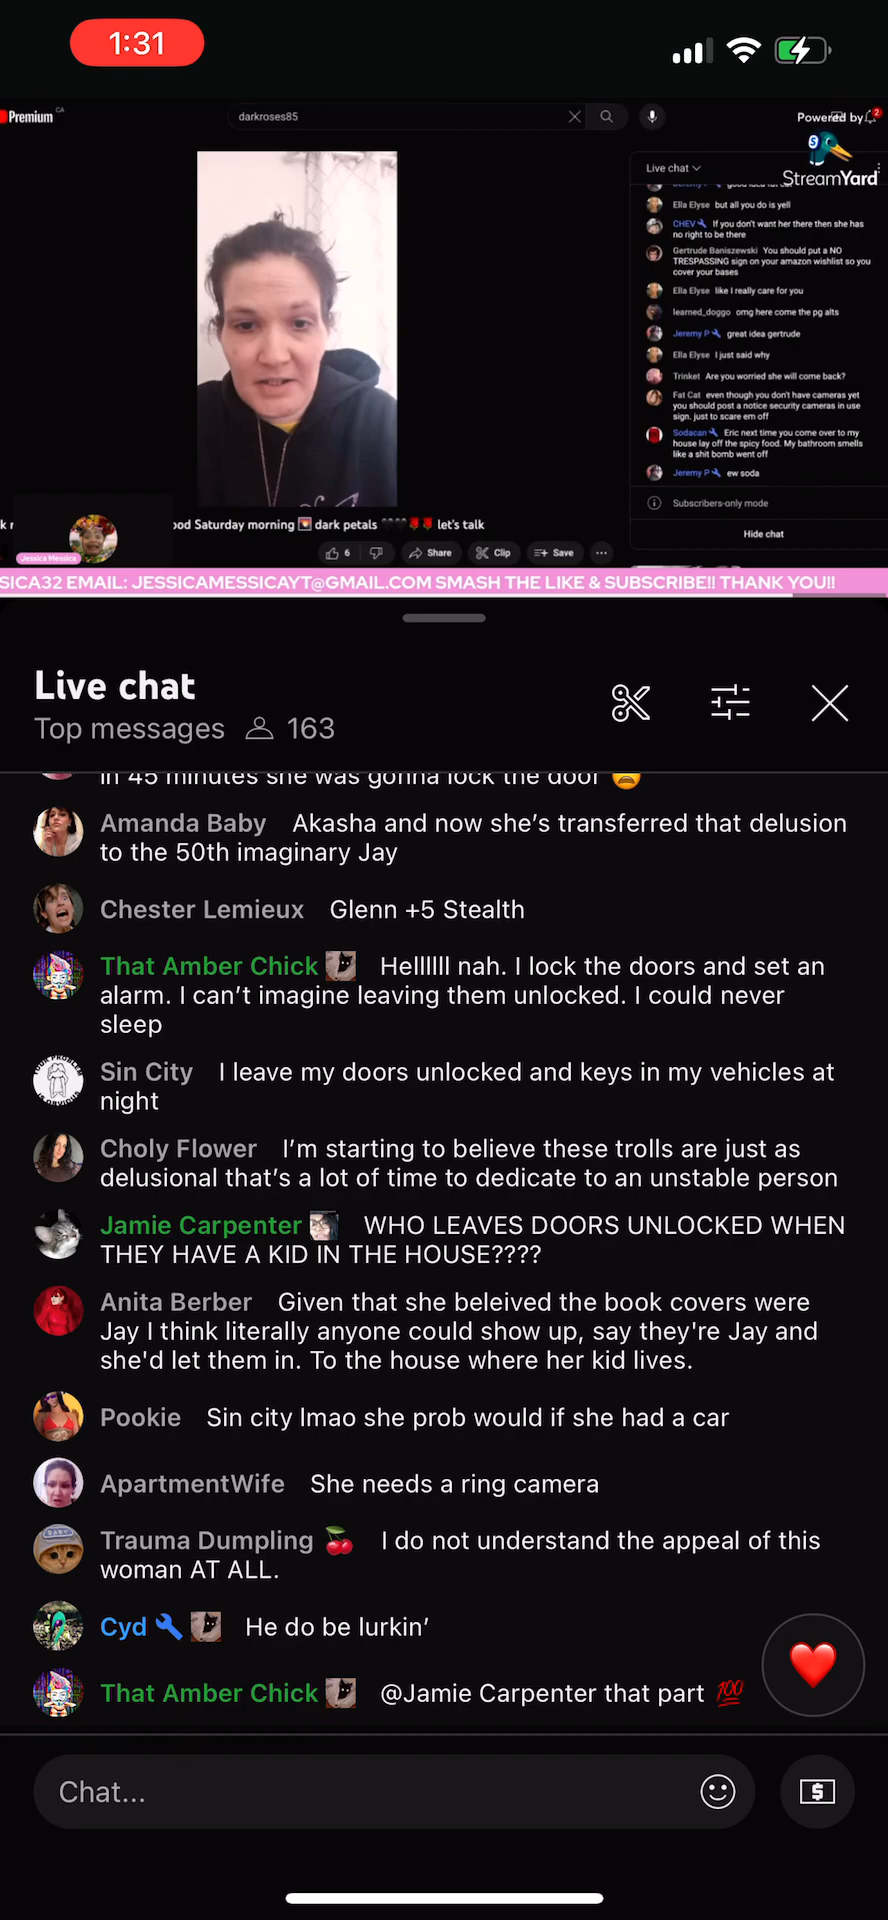 1:31
Premium CA
darkroses85
Powered by
2
StreamYard
Live chat
Ella Elyse but all you do is yell
CHEV If you don't want her there then she has
no right to be there
Gertrude Baniszewski You should put a NO
TRESPASSING sign on your amazon wishlist so you
cover your bases
Ella Elyse like I really care for you
learned_doggo omg here come the pg alts
Jeremy P great idea gertrude
Ella Elyse I just said why
Trinket Are you worried she will come back?
Fat Cat even though you don't have cameras yet
you should post a notice security cameras in use
sign. just to scare em off
Sodacan Eric next time you come over to my
house lay off the spicy food. My bathroom smells
like a shit bomb went off
Jeremy P ew soda
Subscribers-only mode
Hide chat
ood Saturday morning 🌅 dark petals 🖤🖤🌹🌹 let's talk
Jessica Messica
6
Share
Clip
Save
SICA32 EMAIL: JESSICAMESSICAYT@GMAIL.COM SMASH THE LIKE & SUBSCRIBE!! THANK YOU!!
Live chat
Top messages 163
in 45 minutes she was gonna lock the door 😩
Amanda Baby Akasha and now she's transferred that delusion
to the 50th imaginary Jay
Chester Lemieux Glenn +5 Stealth
That Amber Chick Hellllll nah. I lock the doors and set an
alarm. I can't imagine leaving them unlocked. I could never
sleep
Sin City I leave my doors unlocked and keys in my vehicles at
night
Choly Flower I'm starting to believe these trolls are just as
delusional that's a lot of time to dedicate to an unstable person
Jamie Carpenter WHO LEAVES DOORS UNLOCKED WHEN
THEY HAVE A KID IN THE HOUSE????
Anita Berber Given that she beleived the book covers were
Jay I think literally anyone could show up, say they're Jay and
she'd let them in. To the house where her kid lives.
Pookie Sin city lmao she prob would if she had a car
ApartmentWife She needs a ring camera
Trauma Dumpling 🍒 I do not understand the appeal of this
woman AT ALL.
Cyd He do be lurkin'
That Amber Chick @Jamie Carpenter that part 💯
Chat...